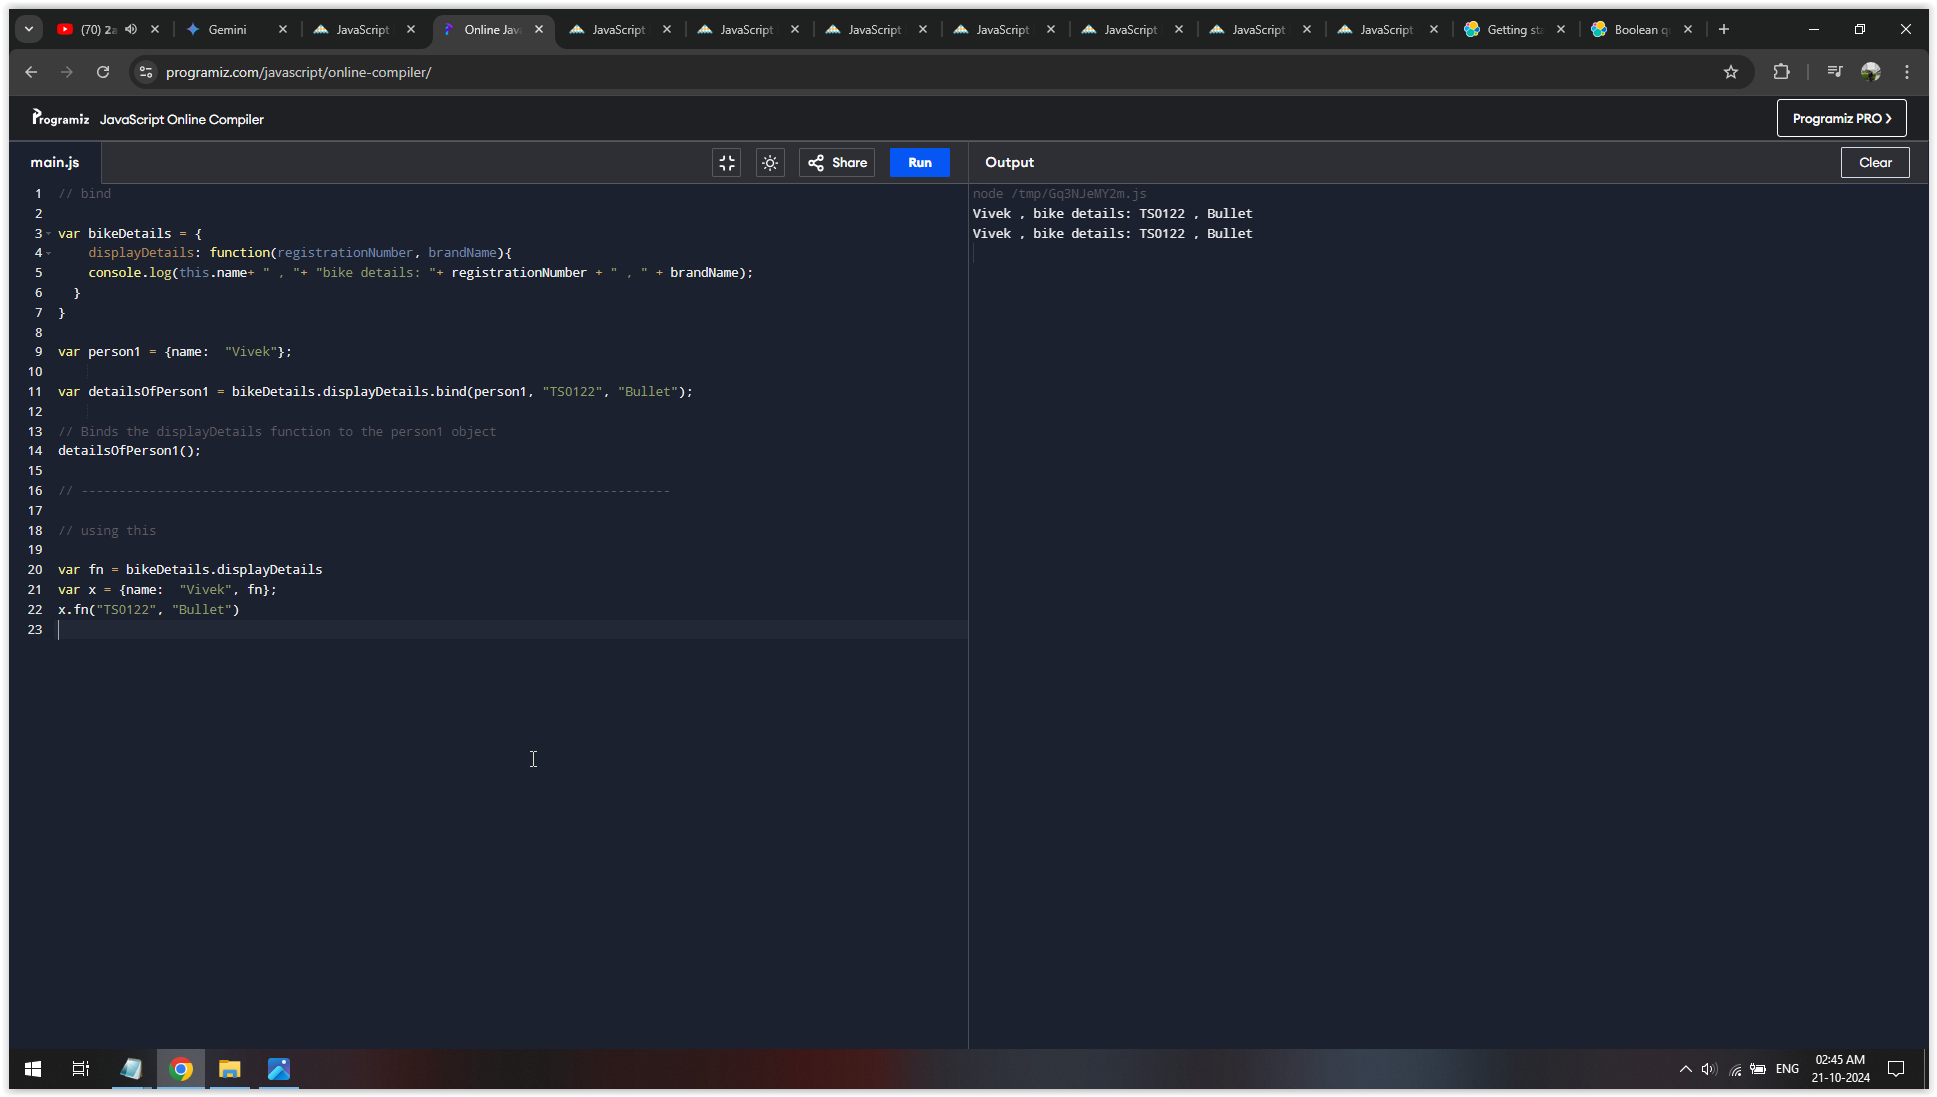 (70) 2a
Gemini
JavaScript
Online Jav
JavaScript
JavaScript
JavaScript
JavaScript
JavaScript
JavaScript
JavaScript
Getting sta
Boolean q
programiz.com/javascript/online-compiler/
Programiz
JavaScript Online Compiler
Programiz PRO
main.js
Share
Run
Output
Clear
1 // bind
2
3 var bikeDetails = {
4 displayDetails: function(registrationNumber, brandName){
5 console.log(this.name+ " , "+ "bike details: "+ registrationNumber + " , " + brandName);
6 }
7 }
8
9 var person1 = {name:  "Vivek"};
10
11 var detailsOfPerson1 = bikeDetails.displayDetails.bind(person1, "TS0122", "Bullet");
12
13 // Binds the displayDetails function to the person1 object
14 detailsOfPerson1();
15
16 // ------------------------------------------------------------------------------
17
18 // using this
19
20 var fn = bikeDetails.displayDetails
21 var x = {name:  "Vivek", fn};
22 x.fn("TS0122", "Bullet")
23
node /tmp/Gq3NJeMY2m.js
Vivek , bike details: TS0122 , Bullet
Vivek , bike details: TS0122 , Bullet
ENG
02:45 AM
21-10-2024